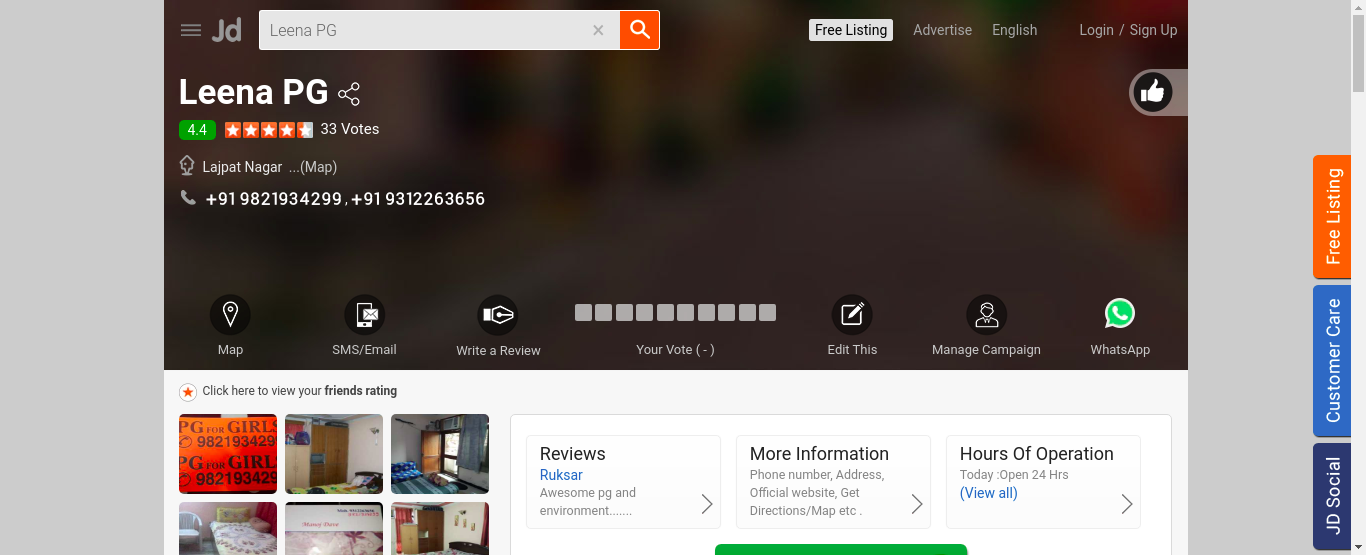 Jd
Leena PG
Free Listing
Advertise
English
Login / Sign Up
Leena PG
4.4
33 Votes
Lajpat Nagar ...(Map)
+91 9821934299 , +91 9312263656
Map
SMS/Email
Write a Review
Your Vote ( - )
Edit This
Manage Campaign
WhatsApp
Click here to view your friends rating
PG FOR GIRLS
982193429
PG FOR GIRLS
982193429
Manoj Dave
Reviews
Ruksar
Awesome pg and
environment.......
More Information
Phone number, Address,
Official website, Get
Directions/Map etc .
Hours Of Operation
Today :Open 24 Hrs
(View all)
Free Listing
Customer Care
JD Social